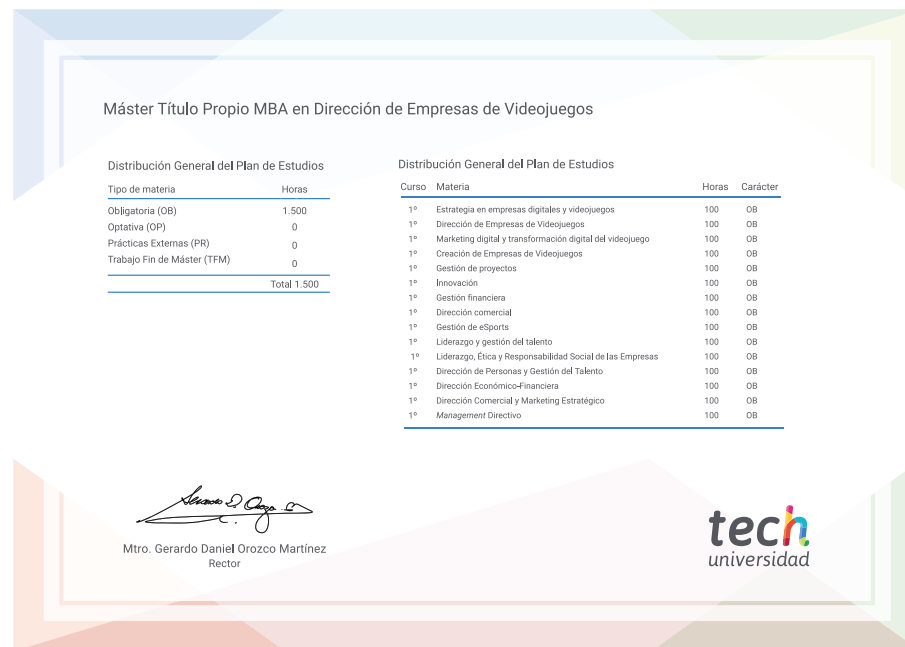 Máster Título Propio MBA en Dirección de Empresas de Videojuegos
Distribución General del Plan de Estudios
Tipo de materia Horas
Obligatoria (OB) 1.500
Optativa (OP) 0
Prácticas Externas (PR) 0
Trabajo Fin de Máster (TFM) 0
Total 1.500
Distribución General del Plan de Estudios
Curso Materia Horas Carácter
1º Estrategia en empresas digitales y videojuegos 100 OB
1º Dirección de Empresas de Videojuegos 100 OB
1º Marketing digital y transformación digital del videojuego 100 OB
1º Creación de Empresas de Videojuegos 100 OB
1º Gestión de proyectos 100 OB
1º Innovación 100 OB
1º Gestión financiera 100 OB
1º Dirección comercial 100 OB
1º Gestión de eSports 100 OB
1º Liderazgo y gestión del talento 100 OB
1º Liderazgo, Ética y Responsabilidad Social de las Empresas 100 OB
1º Dirección de Personas y Gestión del Talento 100 OB
1º Dirección Económico-Financiera 100 OB
1º Dirección Comercial y Marketing Estratégico 100 OB
1º Management Directivo 100 OB
Mtro. Gerardo Daniel Orozco Martínez
Rector
tech
universidad